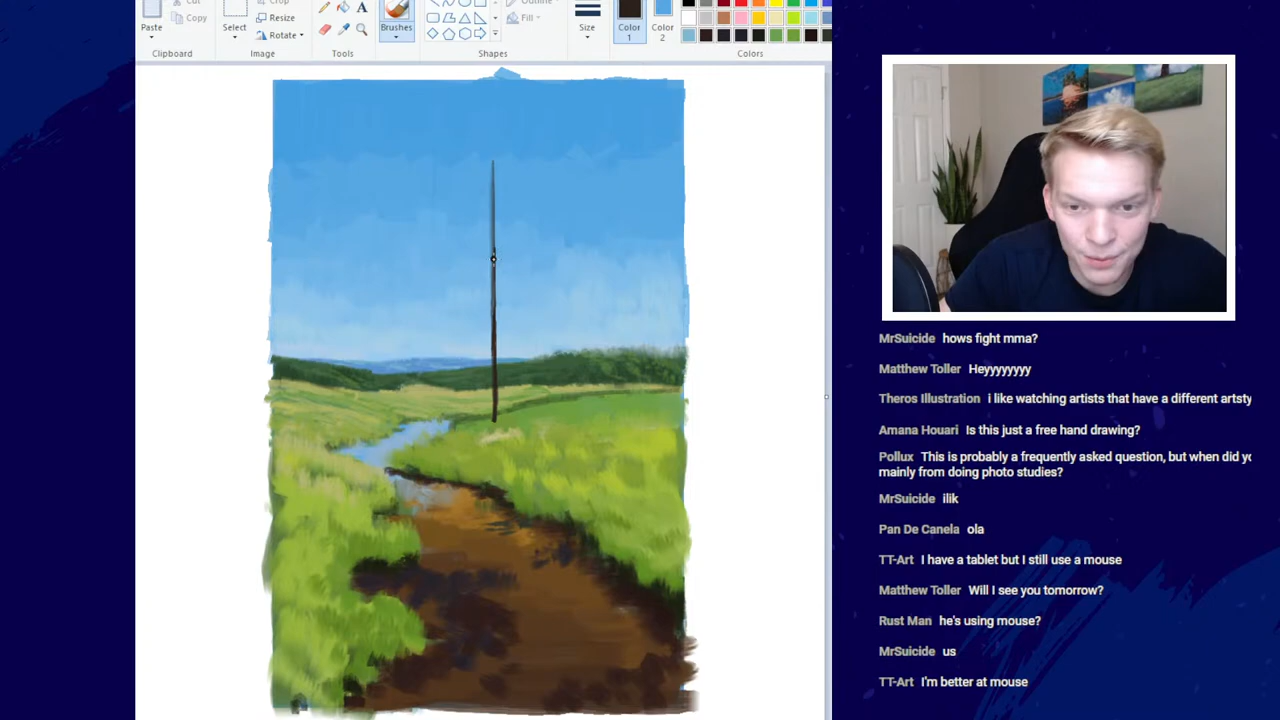 Cut
Crop
Outline
Copy
Resize
Fill
Paste
Select
Rotate
Brushes
Size
Color
1
Color
2
Clipboard
Image
Tools
Shapes
Colors
MrSuicide hows fight mma?
Matthew Toller Heyyyyyyy
Theros Illustration i like watching artists that have a different artsty
Amana Houari Is this just a free hand drawing?
Pollux This is probably a frequently asked question, but when did yo
mainly from doing photo studies?
MrSuicide ilik
Pan De Canela ola
TT-Art I have a tablet but I still use a mouse
Matthew Toller Will I see you tomorrow?
Rust Man he's using mouse?
MrSuicide us
TT-Art I'm better at mouse